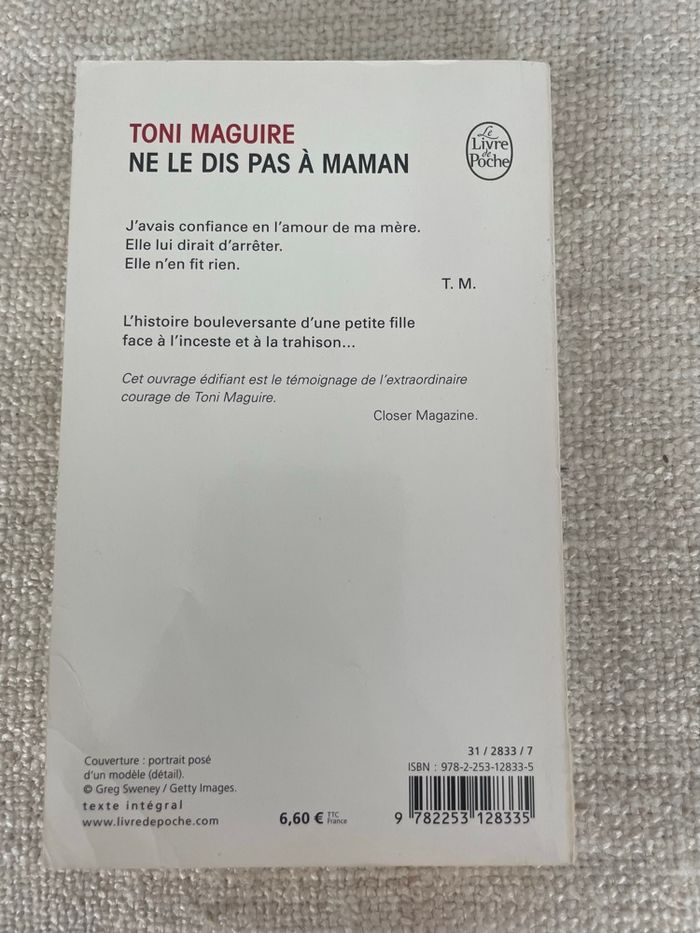 TONI MAGUIRE
NE LE DIS PAS À MAMAN
Le
Livre
de
Poche
J'avais confiance en l'amour de ma mère.
Elle lui dirait d'arrêter.
Elle n'en fit rien.
T. M.
L'histoire bouleversante d'une petite fille
face à l'inceste et à la trahison...
Cet ouvrage édifiant est le témoignage de l'extraordinaire
courage de Toni Maguire.
Closer Magazine.
Couverture : portrait posé
d'un modèle (détail).
© Greg Sweney / Getty Images.
texte intégral
www.livredepoche.com
6,60 € TTC
France
31 / 2833 / 7
ISBN : 978-2-253-12833-5
9 782253 128335